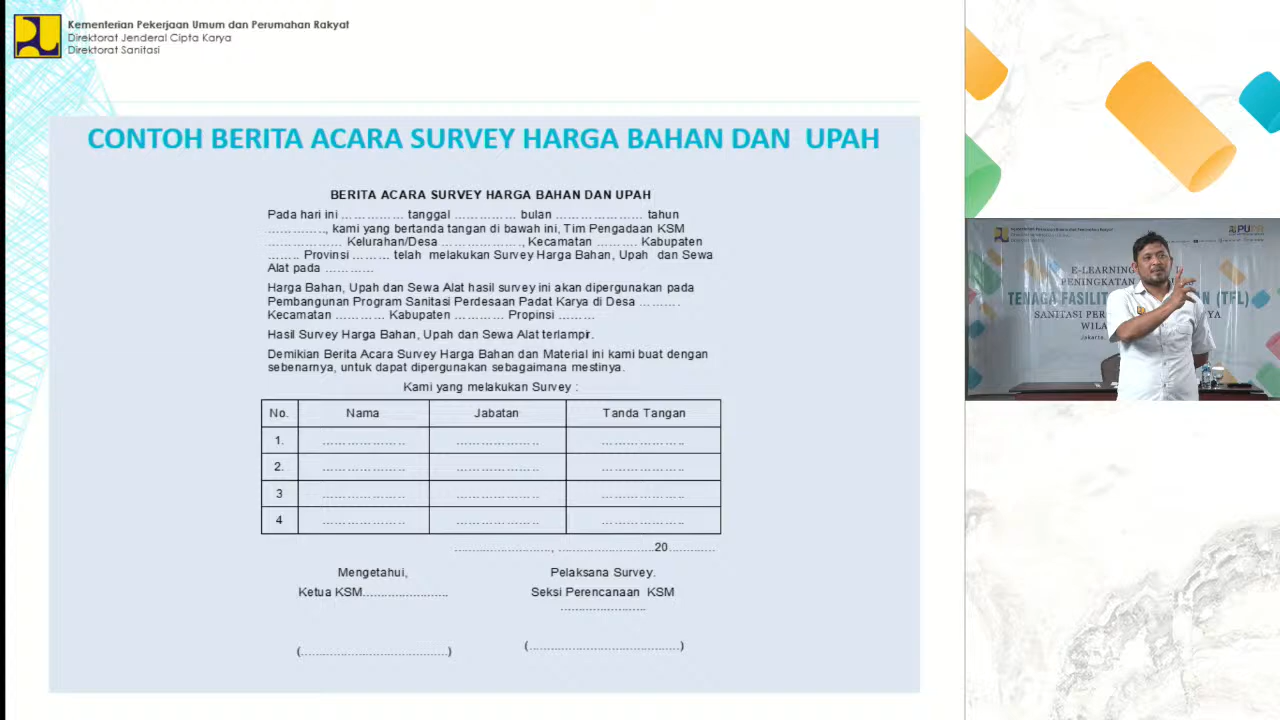 Kementerian Pekerjaan Umum dan Perumahan Rakyat
Direktorat Jenderal Cipta Karya
Direktorat Sanitasi
CONTOH BERITA ACARA SURVEY HARGA BAHAN DAN UPAH
BERITA ACARA SURVEY HARGA BAHAN DAN UPAH
Pada hari ini …………… tanggal …………… bulan ………………… tahun
……………, kami yang bertanda tangan di bawah ini, Tim Pengadaan KSM
……………… Kelurahan/Desa ………………., Kecamatan ………. Kabupaten
…….. Provinsi ……… telah melakukan Survey Harga Bahan, Upah dan Sewa
Alat pada …………
Harga Bahan, Upah dan Sewa Alat hasil survey ini akan dipergunakan pada
Pembangunan Program Sanitasi Perdesaan Padat Karya di Desa ………
Kecamatan ………… Kabupaten ………… Propinsi ………
Hasil Survey Harga Bahan, Upah dan Sewa Alat terlampir.
Demikian Berita Acara Survey Harga Bahan dan Material ini kami buat dengan
sebenarnya, untuk dapat dipergunakan sebagaimana mestinya.
Kami yang melakukan Survey :
No. Nama Jabatan Tanda Tangan
1. ……………….. ……………….. ………………..
2. ……………….. ……………….. ………………..
3 ……………….. ……………….. ………………..
4 ……………….. ……………….. ………………..
………………………, ………………………20…………
Mengetahui,
Ketua KSM……………………
Pelaksana Survey.
Seksi Perencanaan KSM
……………………
(……………………………………)
(……………………………………)
PUPR
E-LEARNING
PENINGKATAN
TENAGA FASILIT N (TFL)
SANITASI PER YA
WILA
Jakarta,